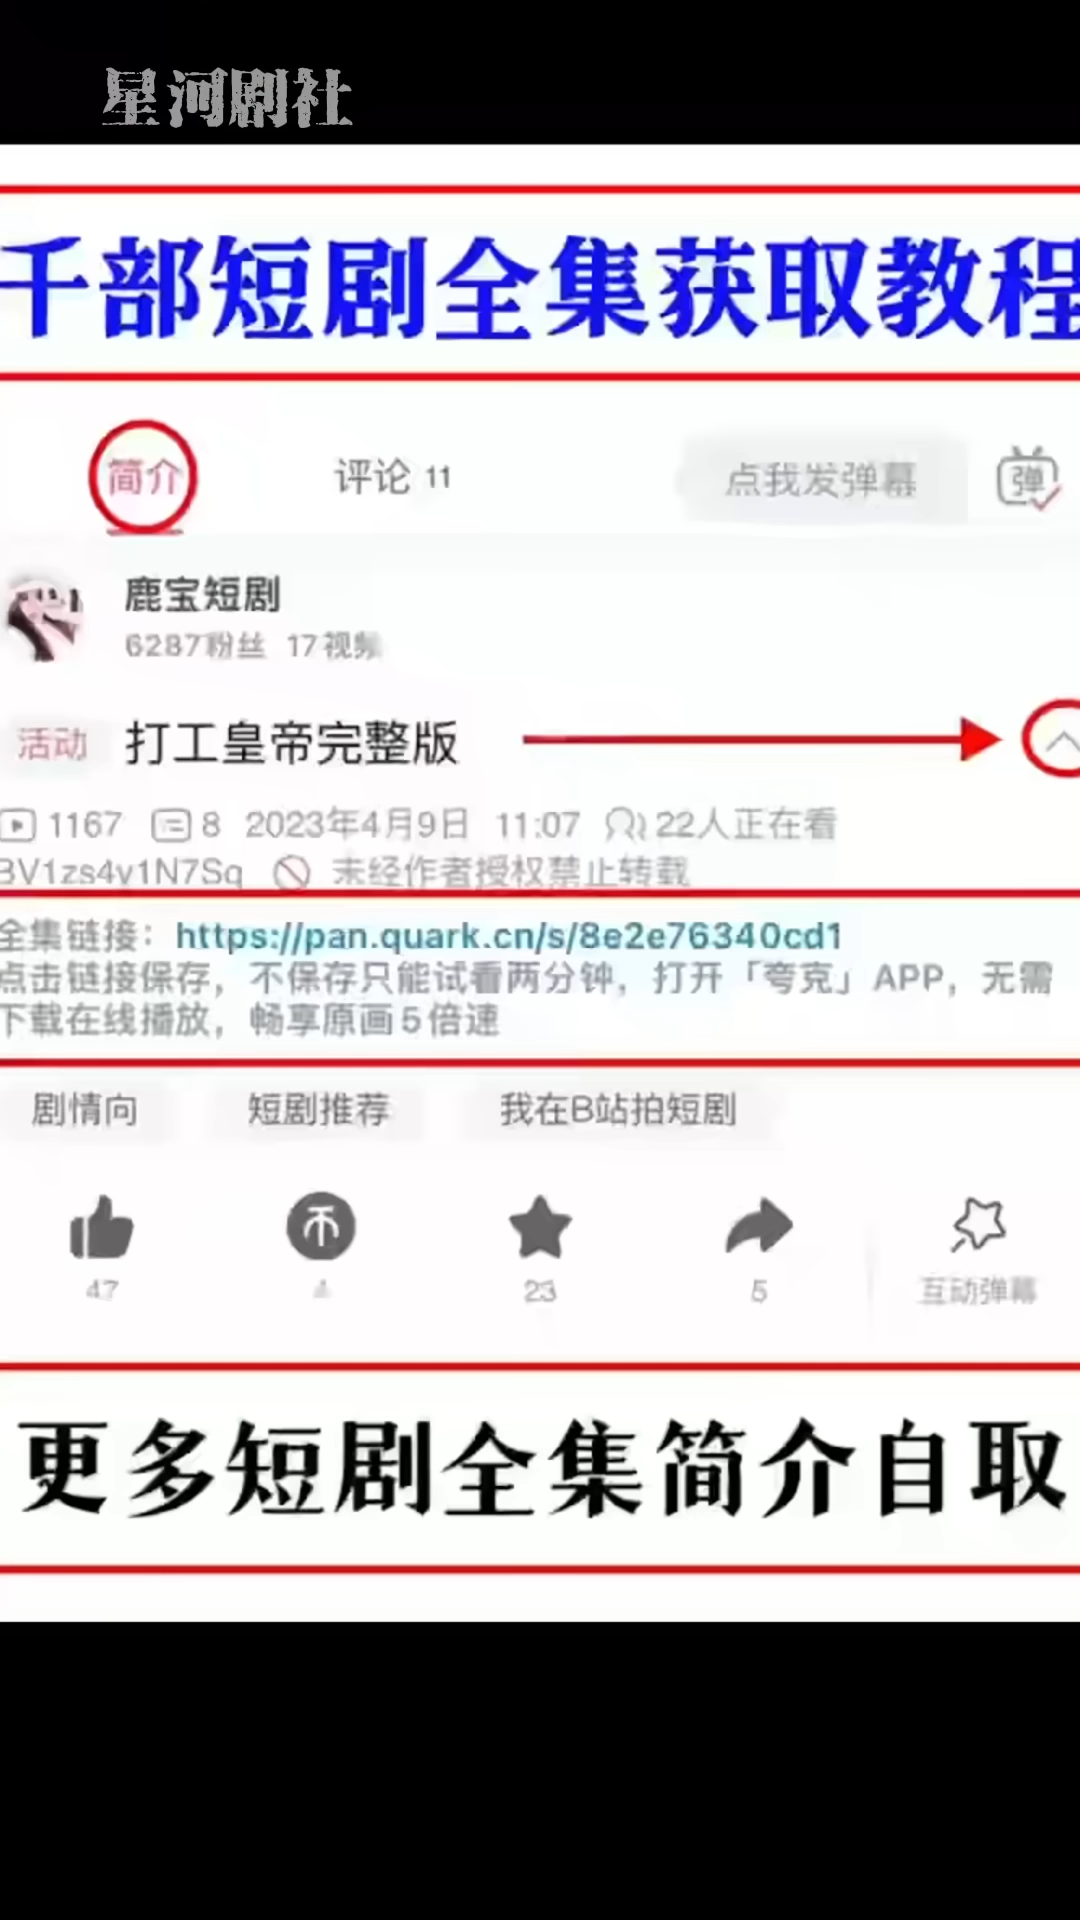 星河剧社
千部短剧全集获取教程
简介 评论 11 点我发弹幕 弹
鹿宝短剧
6287粉丝 17视频
活动 打工皇帝完整版
1167 8 2023年4月9日 11:07 22人正在看
BV1zs4y1N7Sq 未经作者授权禁止转载
全集链接：https://pan.quark.cn/s/8e2e76340cd1
点击链接保存，不保存只能试看两分钟，打开「夸克」APP，无需
下载在线播放，畅享原画5倍速
剧情向 短剧推荐 我在B站拍短剧
47 4 23 5 互动弹幕
更多短剧全集简介自取